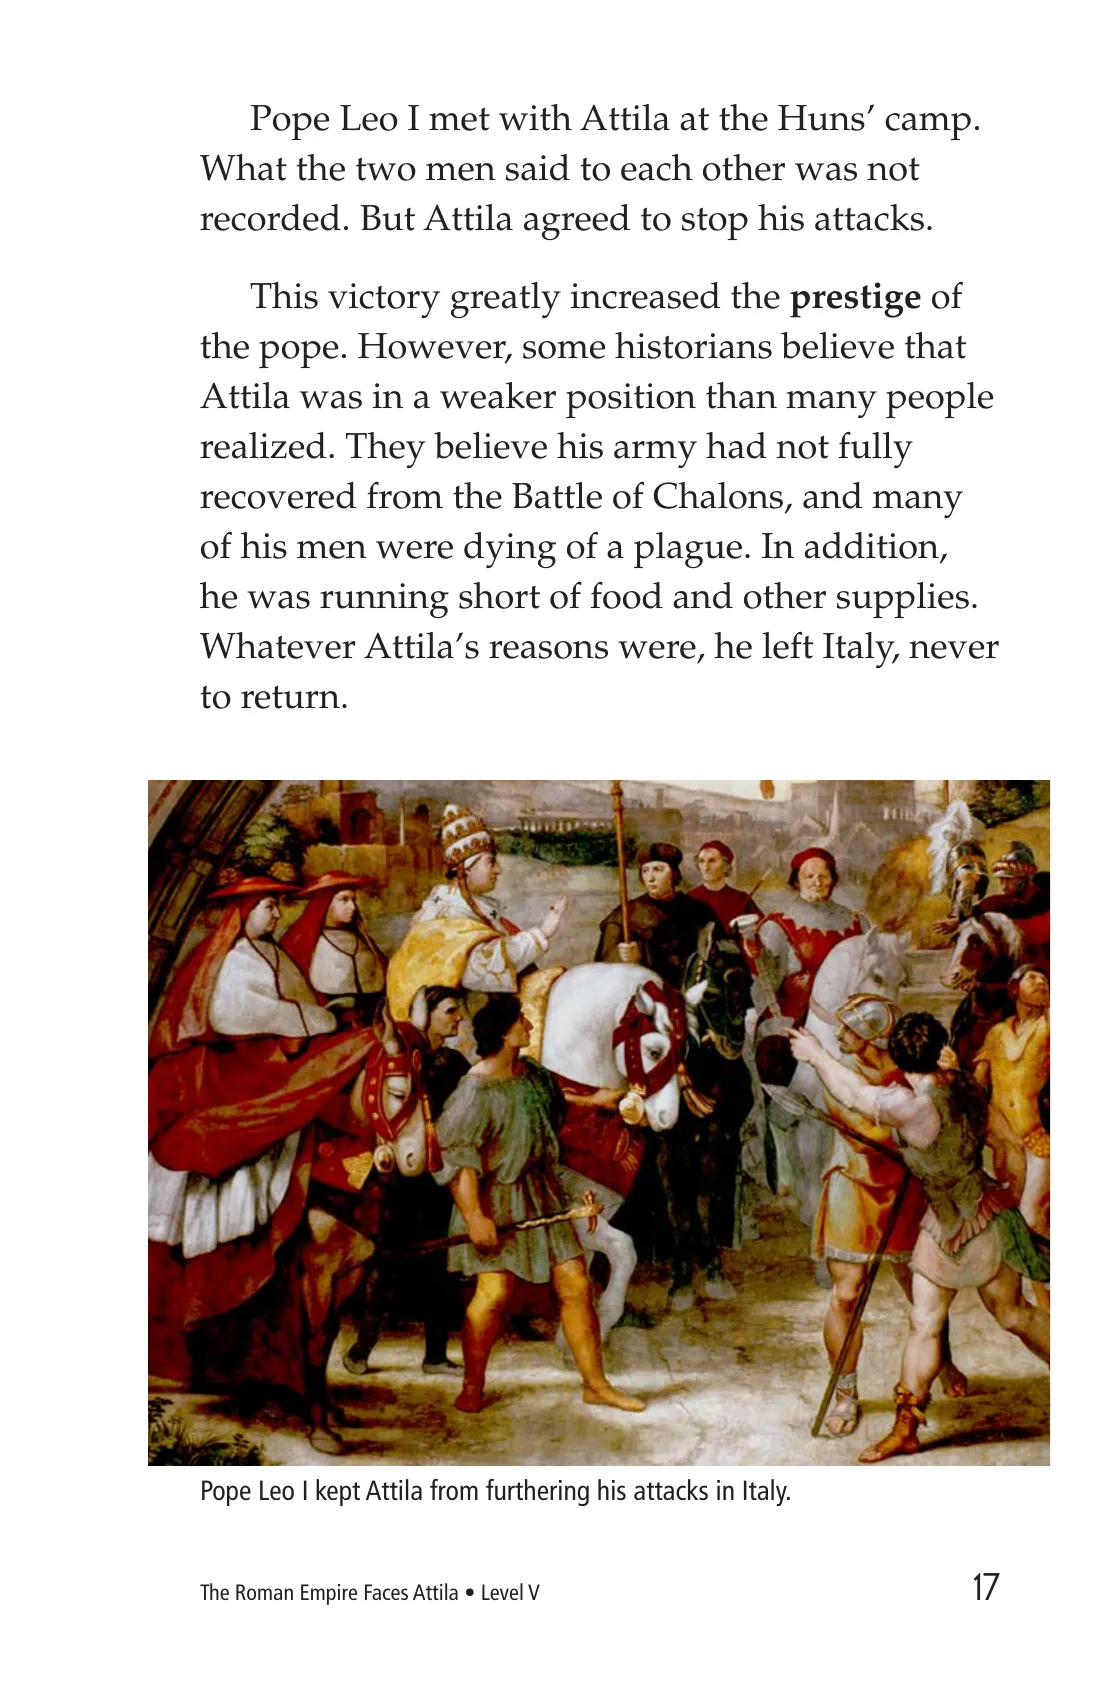 Pope Leo I met with Attila at the Huns’ camp.
What the two men said to each other was not
recorded. But Attila agreed to stop his attacks.
This victory greatly increased the prestige of
the pope. However, some historians believe that
Attila was in a weaker position than many people
realized. They believe his army had not fully
recovered from the Battle of Chalons, and many
of his men were dying of a plague. In addition,
he was running short of food and other supplies.
Whatever Attila’s reasons were, he left Italy, never
to return.
Pope Leo I kept Attila from furthering his attacks in Italy.
The Roman Empire Faces Attila • Level V
17